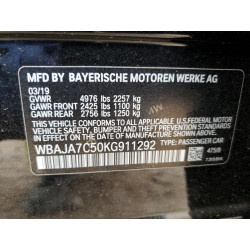 MFD BY BAYERISCHE MOTOREN WERKE AG
03/19
GVWR 4976 lbs 2257 kg
GAWR FRONT 2425 lbs 1100 kg
GAWR REAR 2756 lbs 1250 kg
THIS VEHICLE CONFORMS TO ALL APPLICABLE U.S. FEDERAL MOTOR
VEHICLE SAFETY, BUMPER, AND THEFT PREVENTION STANDARDS IN
EFFECT ON THE DATE OF MANUFACTURE SHOWN ABOVE.
WBAJA7C50KG911292 TYPE: PASSENGER CAR
475/8